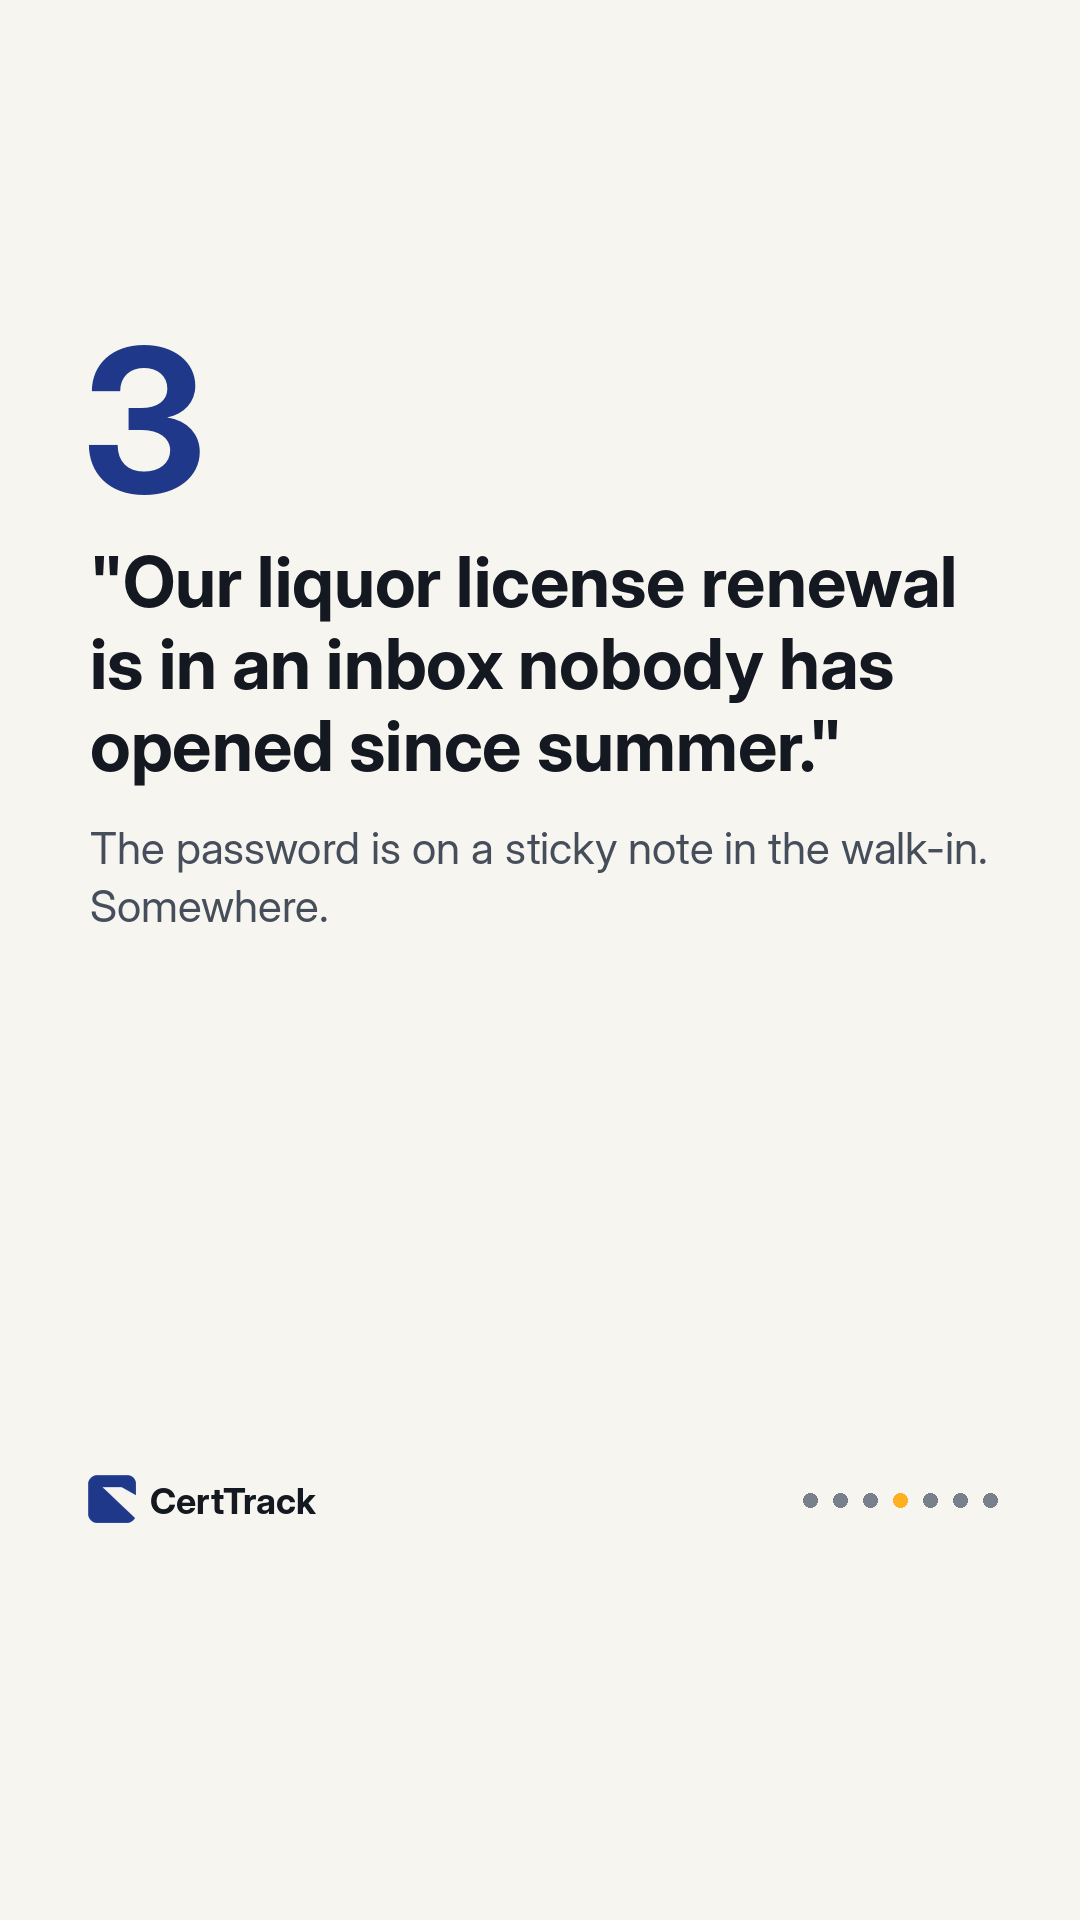 3
"Our liquor license renewal
is in an inbox nobody has
opened since summer."
The password is on a sticky note in the walk-in.
Somewhere.
CertTrack